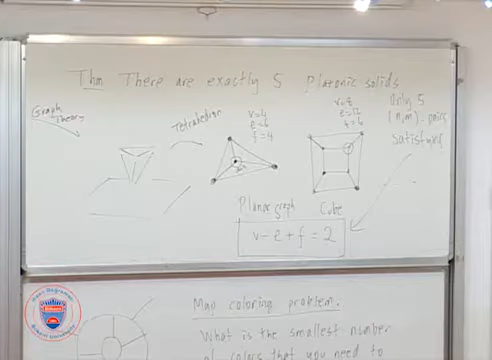 Thm There are exactly 5 Platonic solids
Graph
Theory
Tetrahedron
v=4
e=6
f=4
e=12
f=6
Only 5
(n,m) pairs
satisfying
Planar graph
Cube
v-e+f=2
Map coloring problem.
What is the smallest number
of colors that you need to